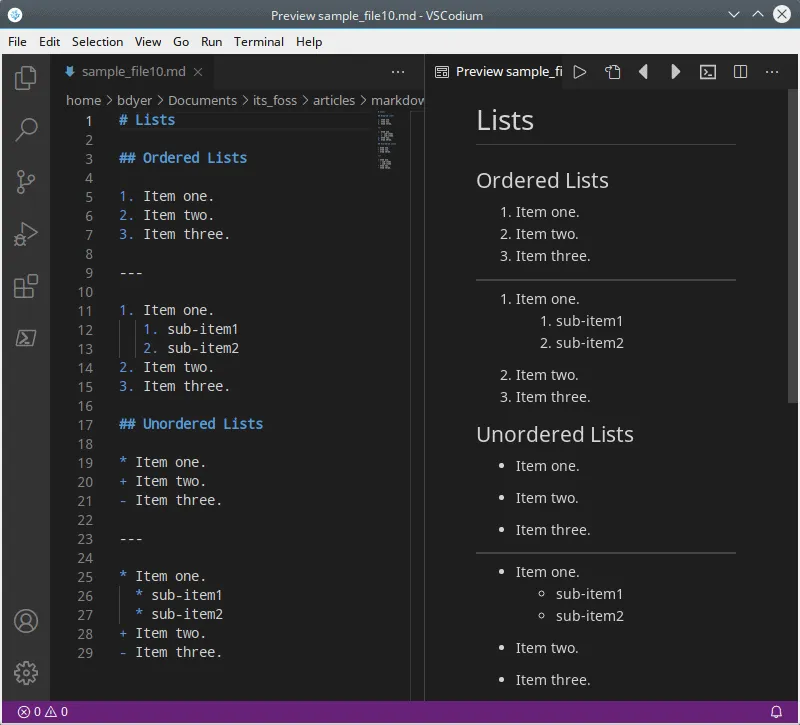 Preview sample_file10.md - VSCodium
File Edit Selection View Go Run Terminal Help
sample_file10.md
home > bdyer > Documents > its_foss > articles > markdow
1 # Lists
2
3 ## Ordered Lists
4
5 1. Item one.
6 2. Item two.
7 3. Item three.
8
9 ---
10
11 1. Item one.
12 1. sub-item1
13 2. sub-item2
14 2. Item two.
15 3. Item three.
16
17 ## Unordered Lists
18
19 * Item one.
20 + Item two.
21 - Item three.
22
23 ---
24
25 * Item one.
26 * sub-item1
27 * sub-item2
28 + Item two.
29 - Item three.
Preview sample_fi
Lists
Ordered Lists
1. Item one.
2. Item two.
3. Item three.
1. Item one.
1. sub-item1
2. sub-item2
2. Item two.
3. Item three.
Unordered Lists
• Item one.
• Item two.
• Item three.
• Item one.
◦ sub-item1
◦ sub-item2
• Item two.
• Item three.
0 0